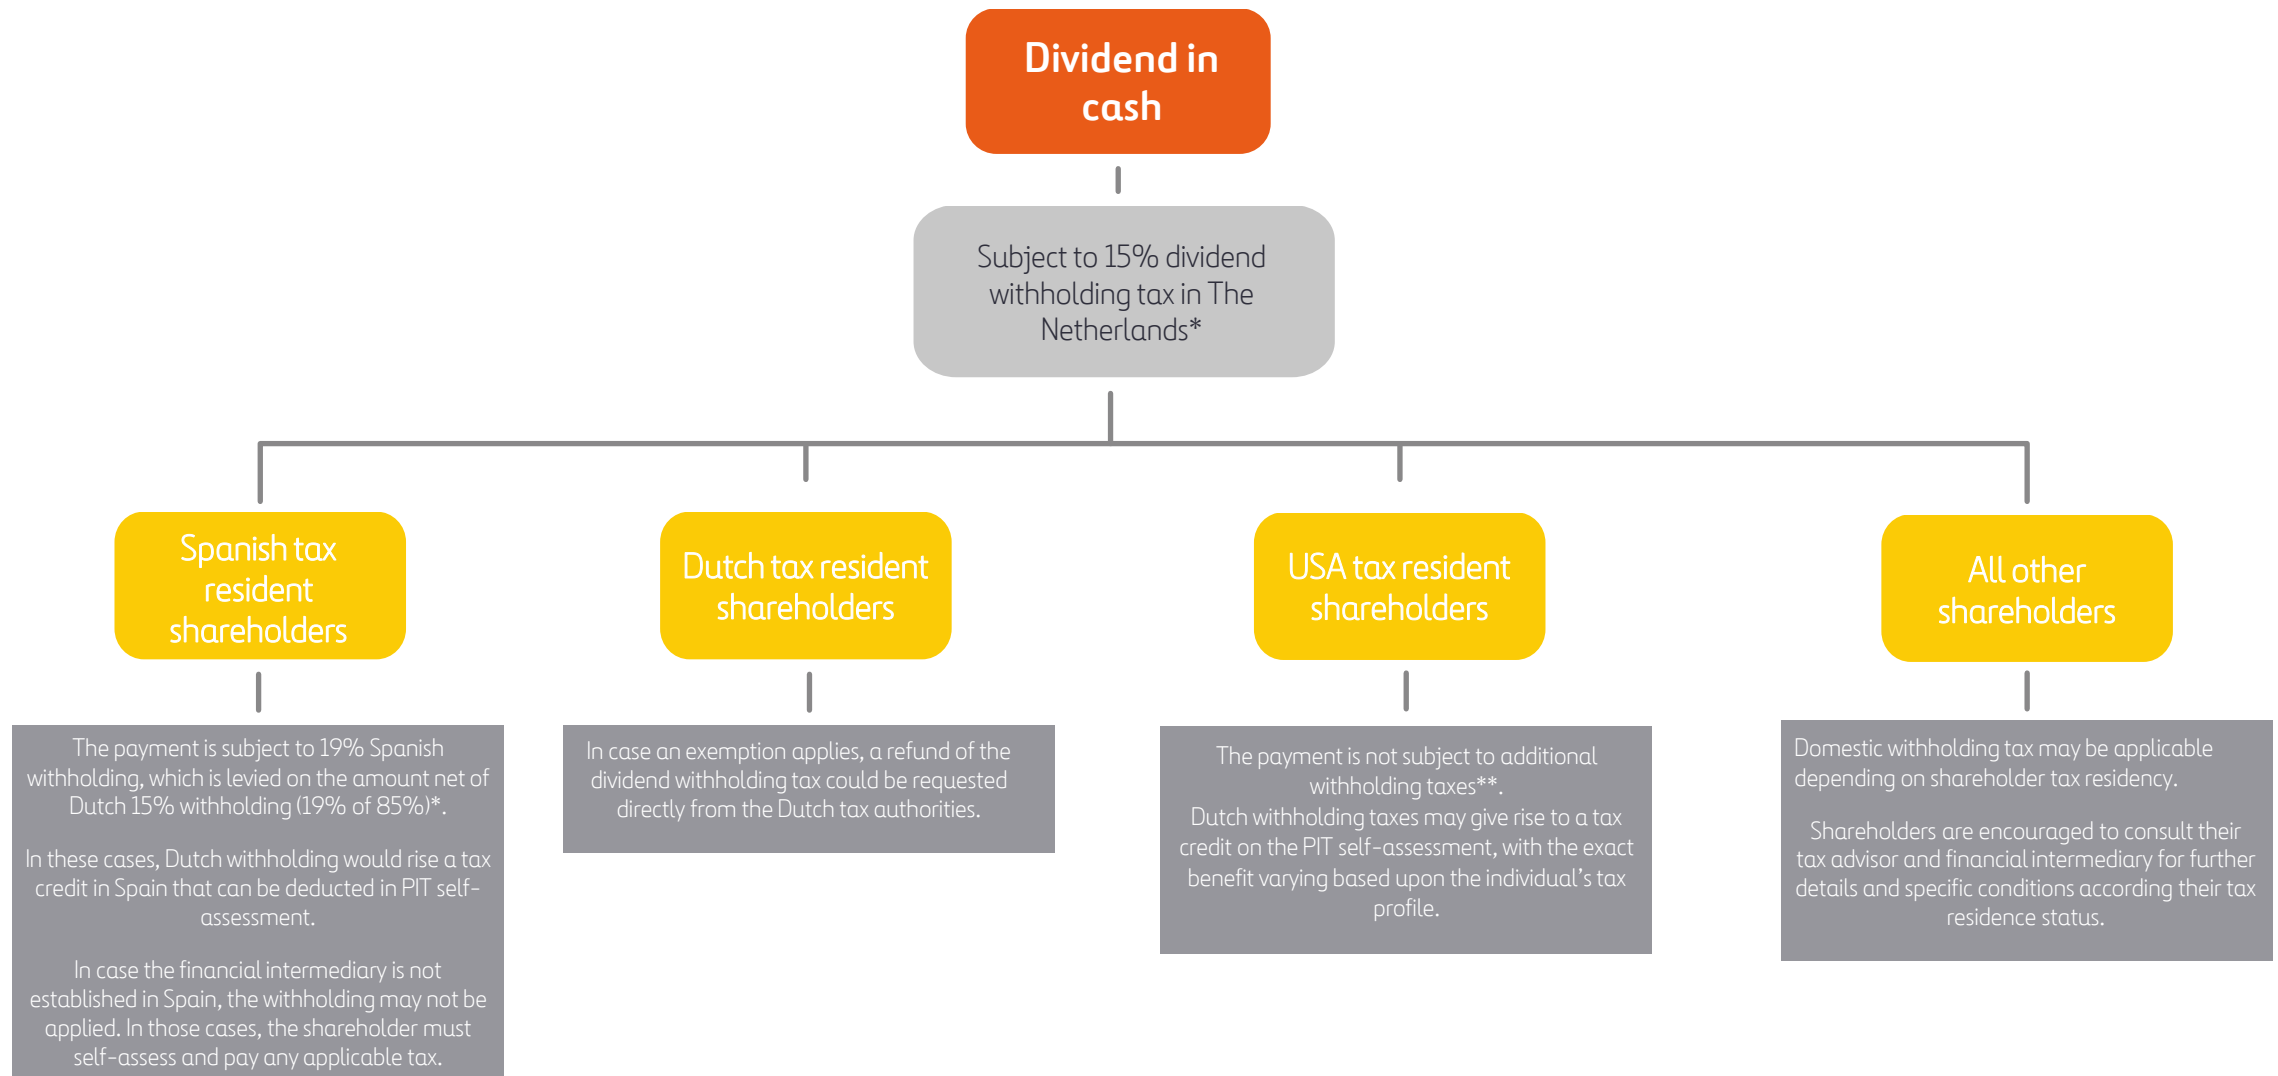 Dividend in
cash
Subject to 15% dividend
withholding tax in The
Netherlands*
Spanish tax
resident
shareholders
Dutch tax resident
shareholders
USA tax resident
shareholders
All other
shareholders
The payment is subject to 19% Spanish
withholding, which is levied on the amount net of
Dutch 15% withholding (19% of 85%)*.
In these cases, Dutch withholding would rise a tax
credit in Spain that can be deducted in PIT self-
assessment.
In case the financial intermediary is not
established in Spain, the withholding may not be
applied. In those cases, the shareholder must
self-assess and pay any applicable tax.
In case an exemption applies, a refund of the
dividend withholding tax could be requested
directly from the Dutch tax authorities.
The payment is not subject to additional
withholding taxes**.
Dutch withholding taxes may give rise to a tax
credit on the PIT self-assessment, with the exact
benefit varying based upon the individual's tax
profile.
Domestic withholding tax may be applicable
depending on shareholder tax residency.
Shareholders are encouraged to consult their
tax advisor and financial intermediary for further
details and specific conditions according their tax
residence status.